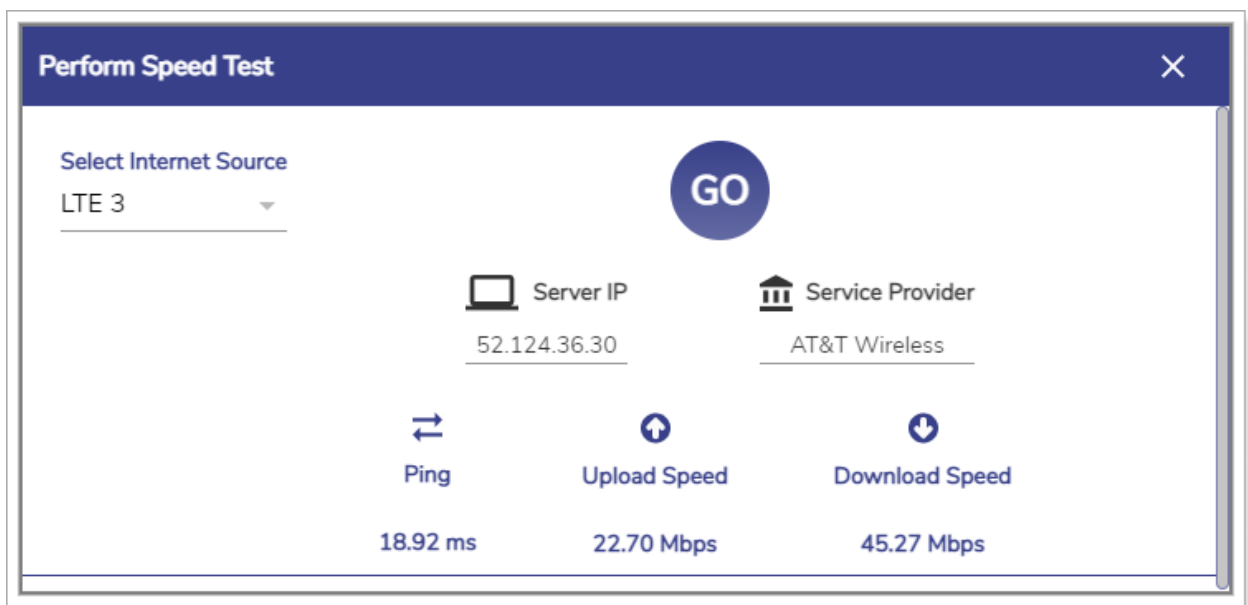 Perform Speed Test
Select Internet Source
LTE 3
GO
Server IP
Service Provider
52.124.36.30
AT&T Wireless
Ping
Upload Speed
Download Speed
18.92 ms
22.70 Mbps
45.27 Mbps